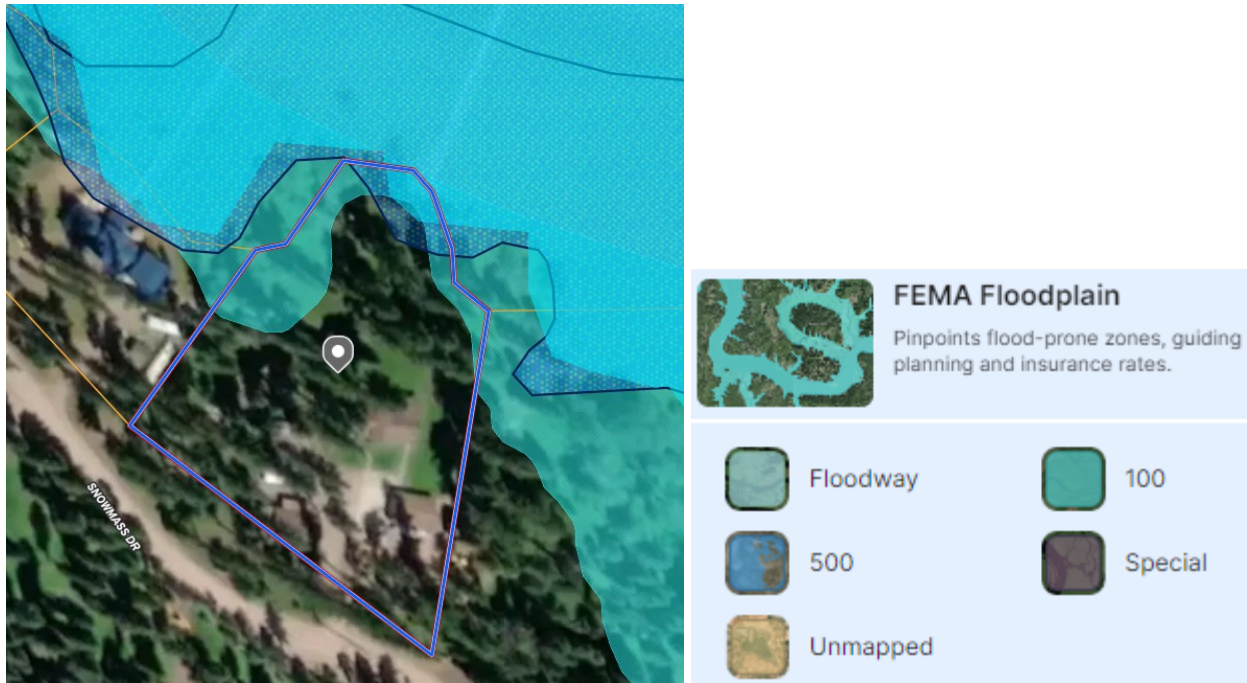 SNOWMASS DR
FEMA Floodplain
Pinpoints flood-prone zones, guiding
planning and insurance rates.
Floodway
100
500
Special
Unmapped